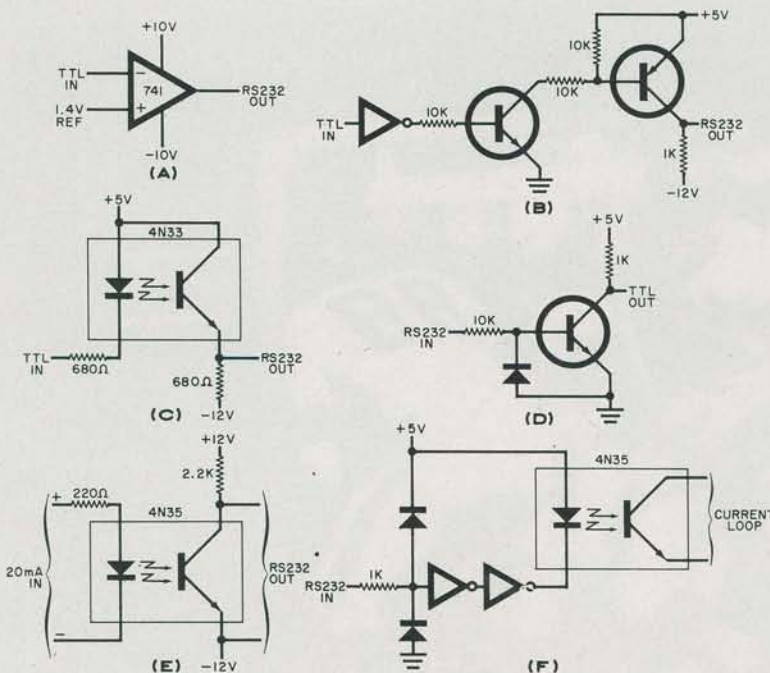 +10V
TTL
IN
−
741
RS232
OUT
1.4V
REF
+
-10V
(A)
+5V
10K
10K
TTL
IN
10K
RS232
OUT
1K
-12V
(B)
+5V
4N33
TTL
IN
680Ω
RS232
OUT
680Ω
-12V
(C)
+5V
1K
TTL
OUT
RS232
IN
10K
(D)
+12V
2.2K
+
220Ω
4N35
20mA
IN
RS232
OUT
−
-12V
(E)
+5V
4N35
CURRENT
LOOP
RS232
IN
1K
(F)